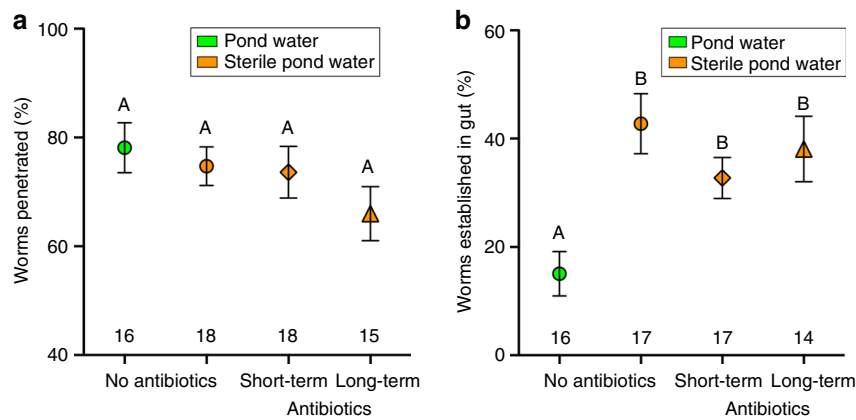 a
100
80
60
40
Worms penetrated (%)
Pond water
Sterile pond water
A
A
A
A
16
18
18
15
No antibiotics
Short-term
Long-term
Antibiotics
b
60
40
20
0
Worms established in gut (%)
Pond water
Sterile pond water
A
B
B
B
16
17
17
14
No antibiotics
Short-term
Long-term
Antibiotics